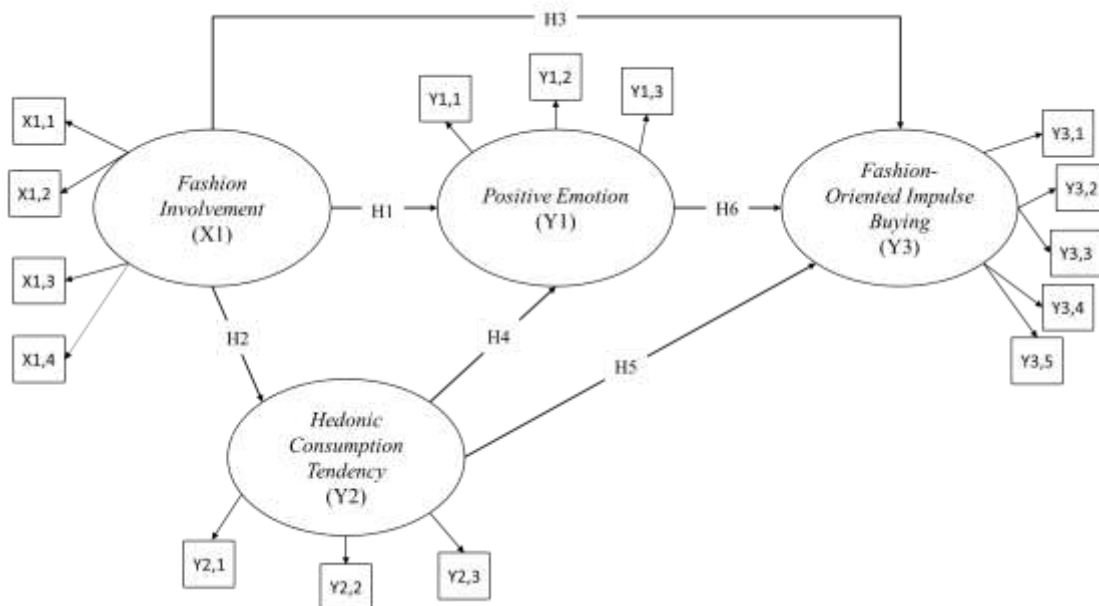 H3
Y1,1
Y1,2
Y1,3
X1,1
X1,2
X1,3
X1,4
Fashion
Involvement
(X1)
H1
Positive Emotion
(Y1)
H6
Fashion-
Oriented Impulse
Buying
(Y3)
Y3,1
Y3,2
Y3,3
Y3,4
Y3,5
H2
H4
H5
Hedonic
Consumption
Tendency
(Y2)
Y2,1
Y2,2
Y2,3